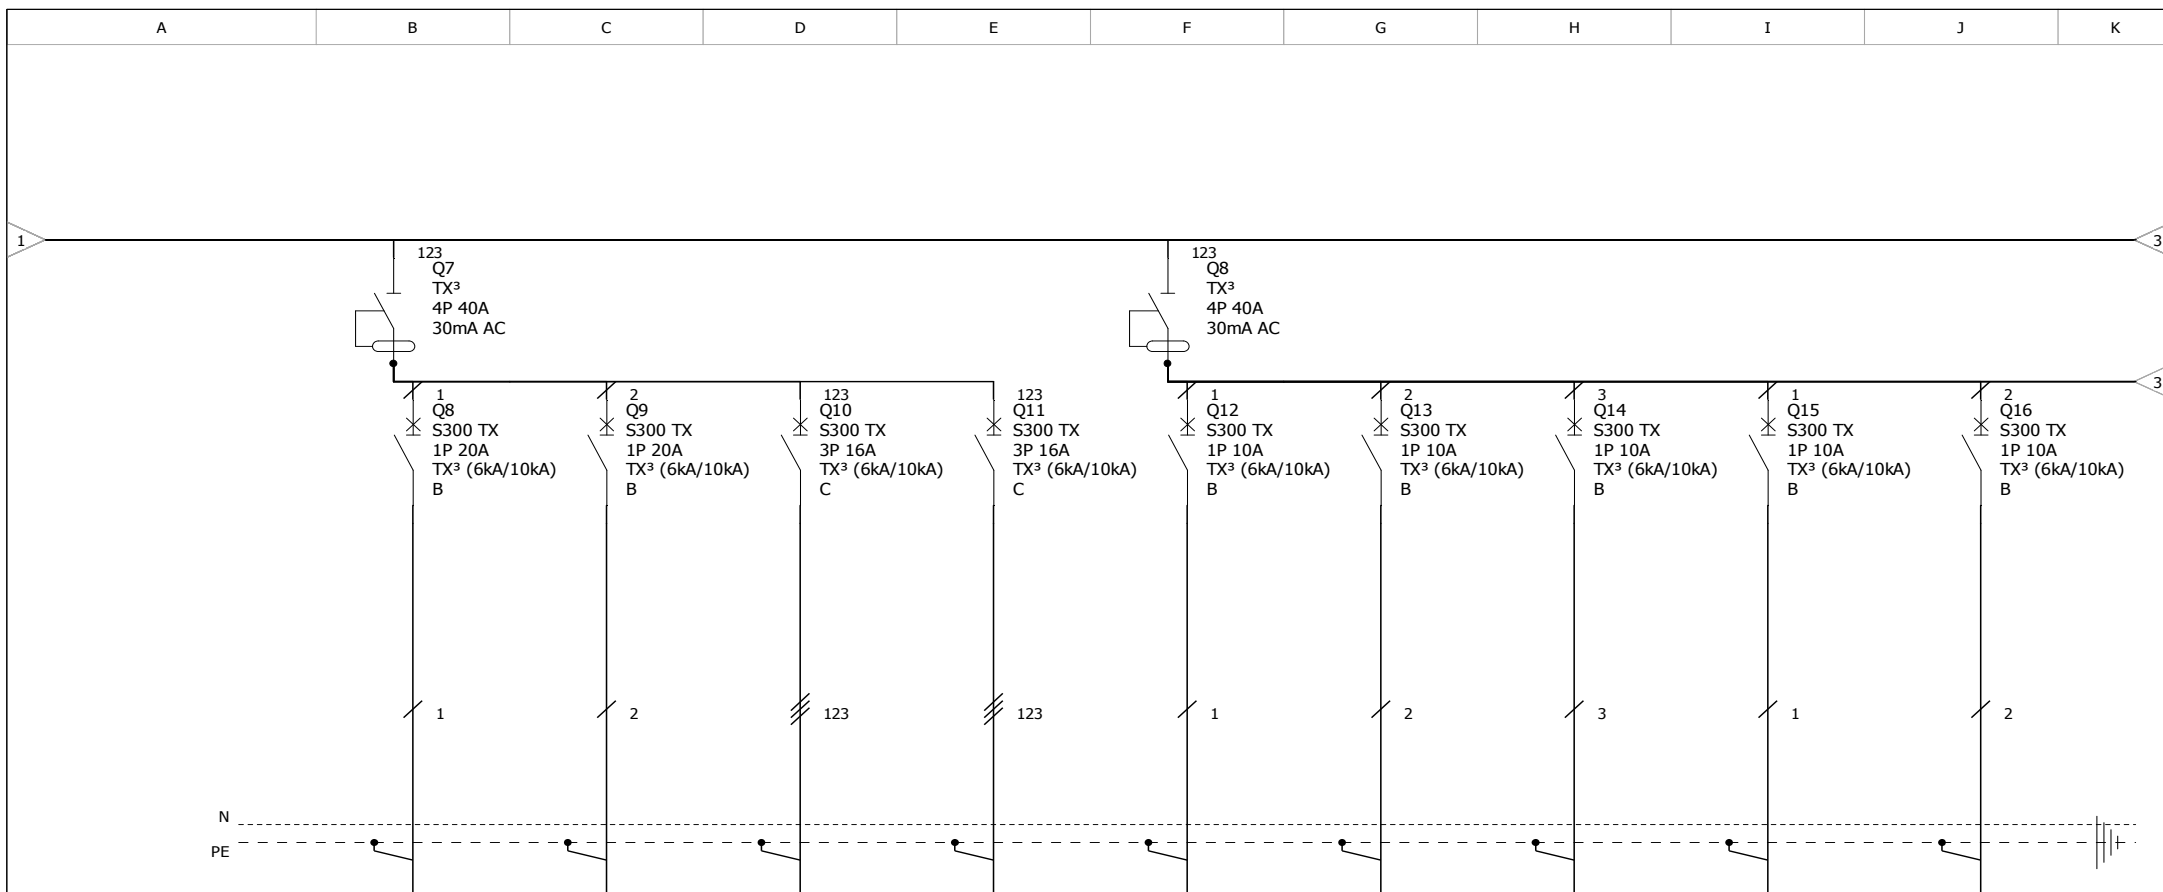 A B C D E F G H I J K
1
3
123
Q7
TX³
4P 40A
30mA AC
123
Q8
TX³
4P 40A
30mA AC
3
1
Q8
S300 TX
1P 20A
TX³ (6kA/10kA)
B
2
Q9
S300 TX
1P 20A
TX³ (6kA/10kA)
B
123
Q10
S300 TX
3P 16A
TX³ (6kA/10kA)
C
123
Q11
S300 TX
3P 16A
TX³ (6kA/10kA)
C
1
Q12
S300 TX
1P 10A
TX³ (6kA/10kA)
B
2
Q13
S300 TX
1P 10A
TX³ (6kA/10kA)
B
3
Q14
S300 TX
1P 10A
TX³ (6kA/10kA)
B
1
Q15
S300 TX
1P 10A
TX³ (6kA/10kA)
B
2
Q16
S300 TX
1P 10A
TX³ (6kA/10kA)
B
1 2 123 123 1 2 3 1 2
N
PE